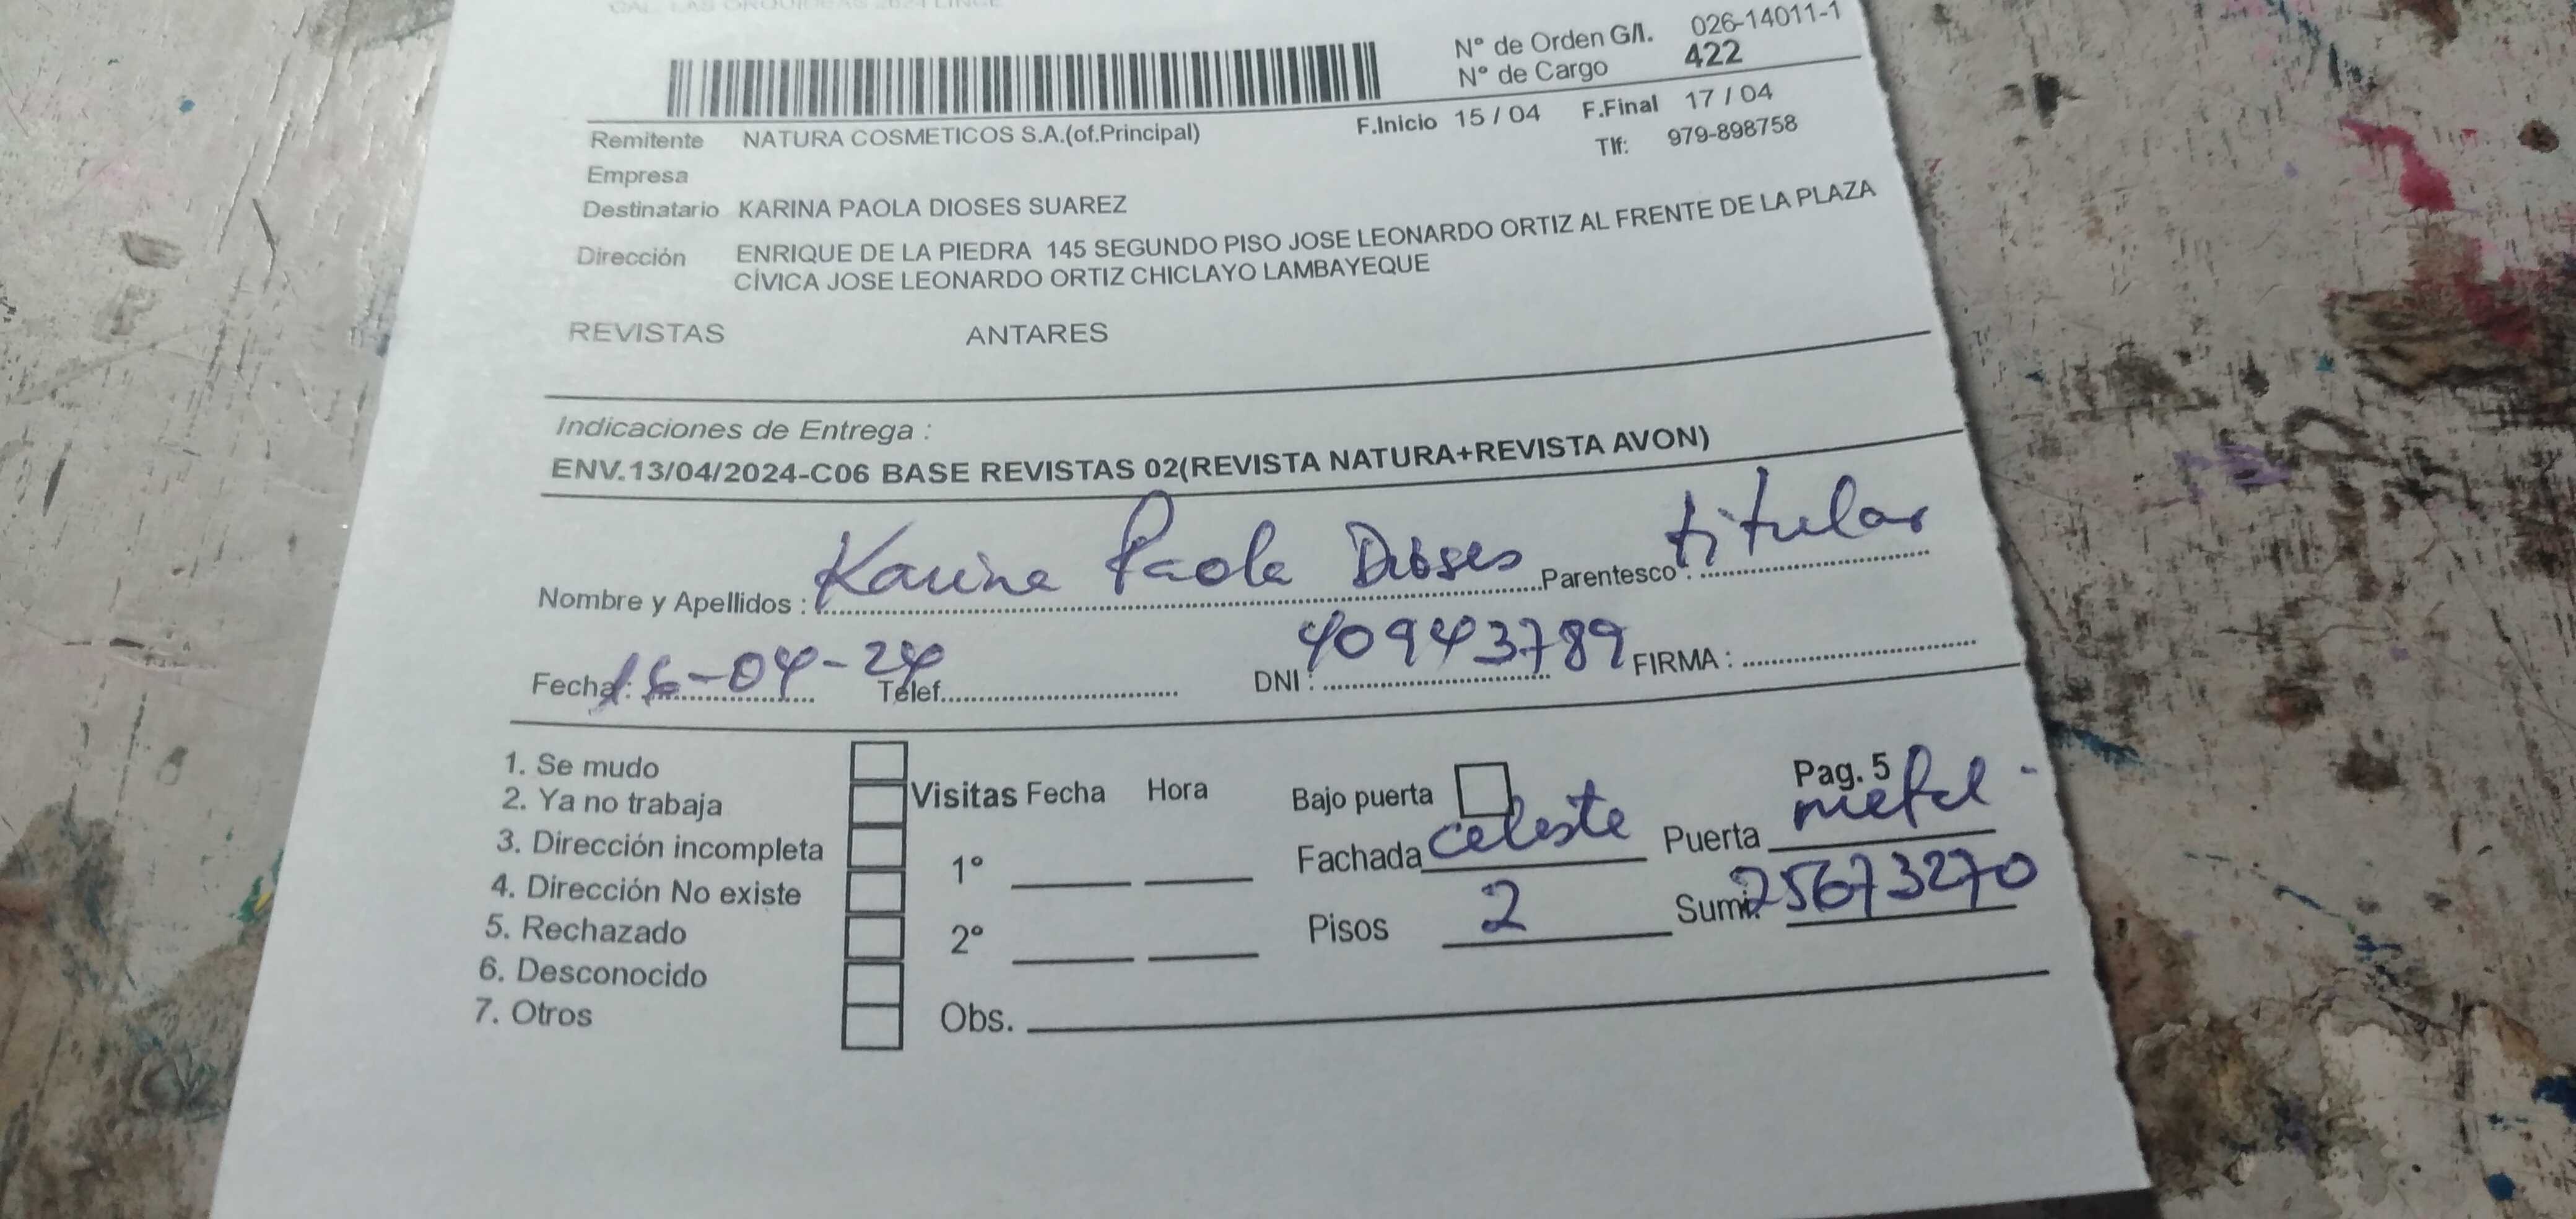 CAL. LAS ORQUIDEAS 2624 LINCE
N° de Orden G/I. 026-14011-1
N° de Cargo 422
F.Inicio 15 / 04 F.Final 17 / 04
Remitente NATURA COSMETICOS S.A.(of.Principal) Tlf: 979-898758
Empresa
Destinatario KARINA PAOLA DIOSES SUAREZ
Dirección ENRIQUE DE LA PIEDRA 145 SEGUNDO PISO JOSE LEONARDO ORTIZ AL FRENTE DE LA PLAZA
CÍVICA JOSE LEONARDO ORTIZ CHICLAYO LAMBAYEQUE
REVISTAS ANTARES
Indicaciones de Entrega :
ENV.13/04/2024-C06 BASE REVISTAS 02(REVISTA NATURA+REVISTA AVON)
Nombre y Apellidos : Karina Paola Dioses Parentesco : titular
Fecha : 16-04-24 Telef. DNI : 40943789 FIRMA :
1. Se mudo
2. Ya no trabaja
3. Dirección incompleta
4. Dirección No existe
5. Rechazado
6. Desconocido
7. Otros
Visitas Fecha Hora
1°
2°
Obs.
Bajo puerta Pag. 5
Fachada celeste Puerta metal
Pisos 2 Sumi. 25673270